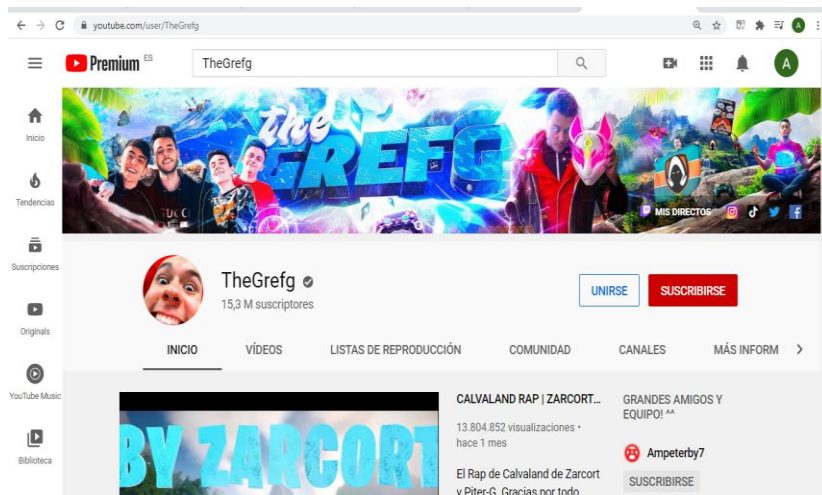 youtube.com/user/TheGrefg
A
Premium ES
TheGrefg
A
Inicio
Tendencias
Suscripciones
Originals
YouTube Music
Biblioteca
the
GREFG
GUCC
MIS DIRECTOS
TheGrefg
15,3 M suscriptores
UNIRSE
SUSCRIBIRSE
INICIO
VÍDEOS
LISTAS DE REPRODUCCIÓN
COMUNIDAD
CANALES
MÁS INFORM
BY ZARCORT
CALVALAND RAP | ZARCORT...
13.804.852 visualizaciones •
hace 1 mes
El Rap de Calvaland de Zarcort
y Piter-G. Gracias por todo
GRANDES AMIGOS Y
EQUIPO! ^^
Ampeterby7
SUSCRIBIRSE